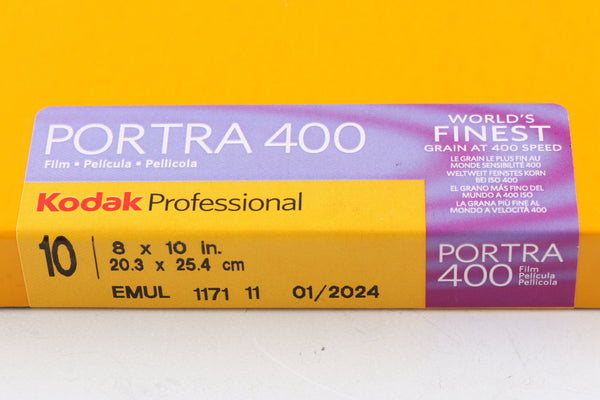 PORTRA 400
Film • Película • Pellicola
WORLD'S
FINEST
GRAIN AT 400 SPEED
LE GRAIN LE PLUS FIN AU
MONDE SENSIBILITÉ 400
WELTWEIT FEINSTES KORN
BEI ISO 400
EL GRANO MÁS FINO DEL
MUNDO A 400 ISO
LA GRANA PIÙ FINE AL
MONDO A VELOCITÀ 400
Kodak Professional
10
8 x 10 in.
20.3 x 25.4 cm
EMUL 1171 11 01/2024
PORTRA
400
Film
Película
Pellicola